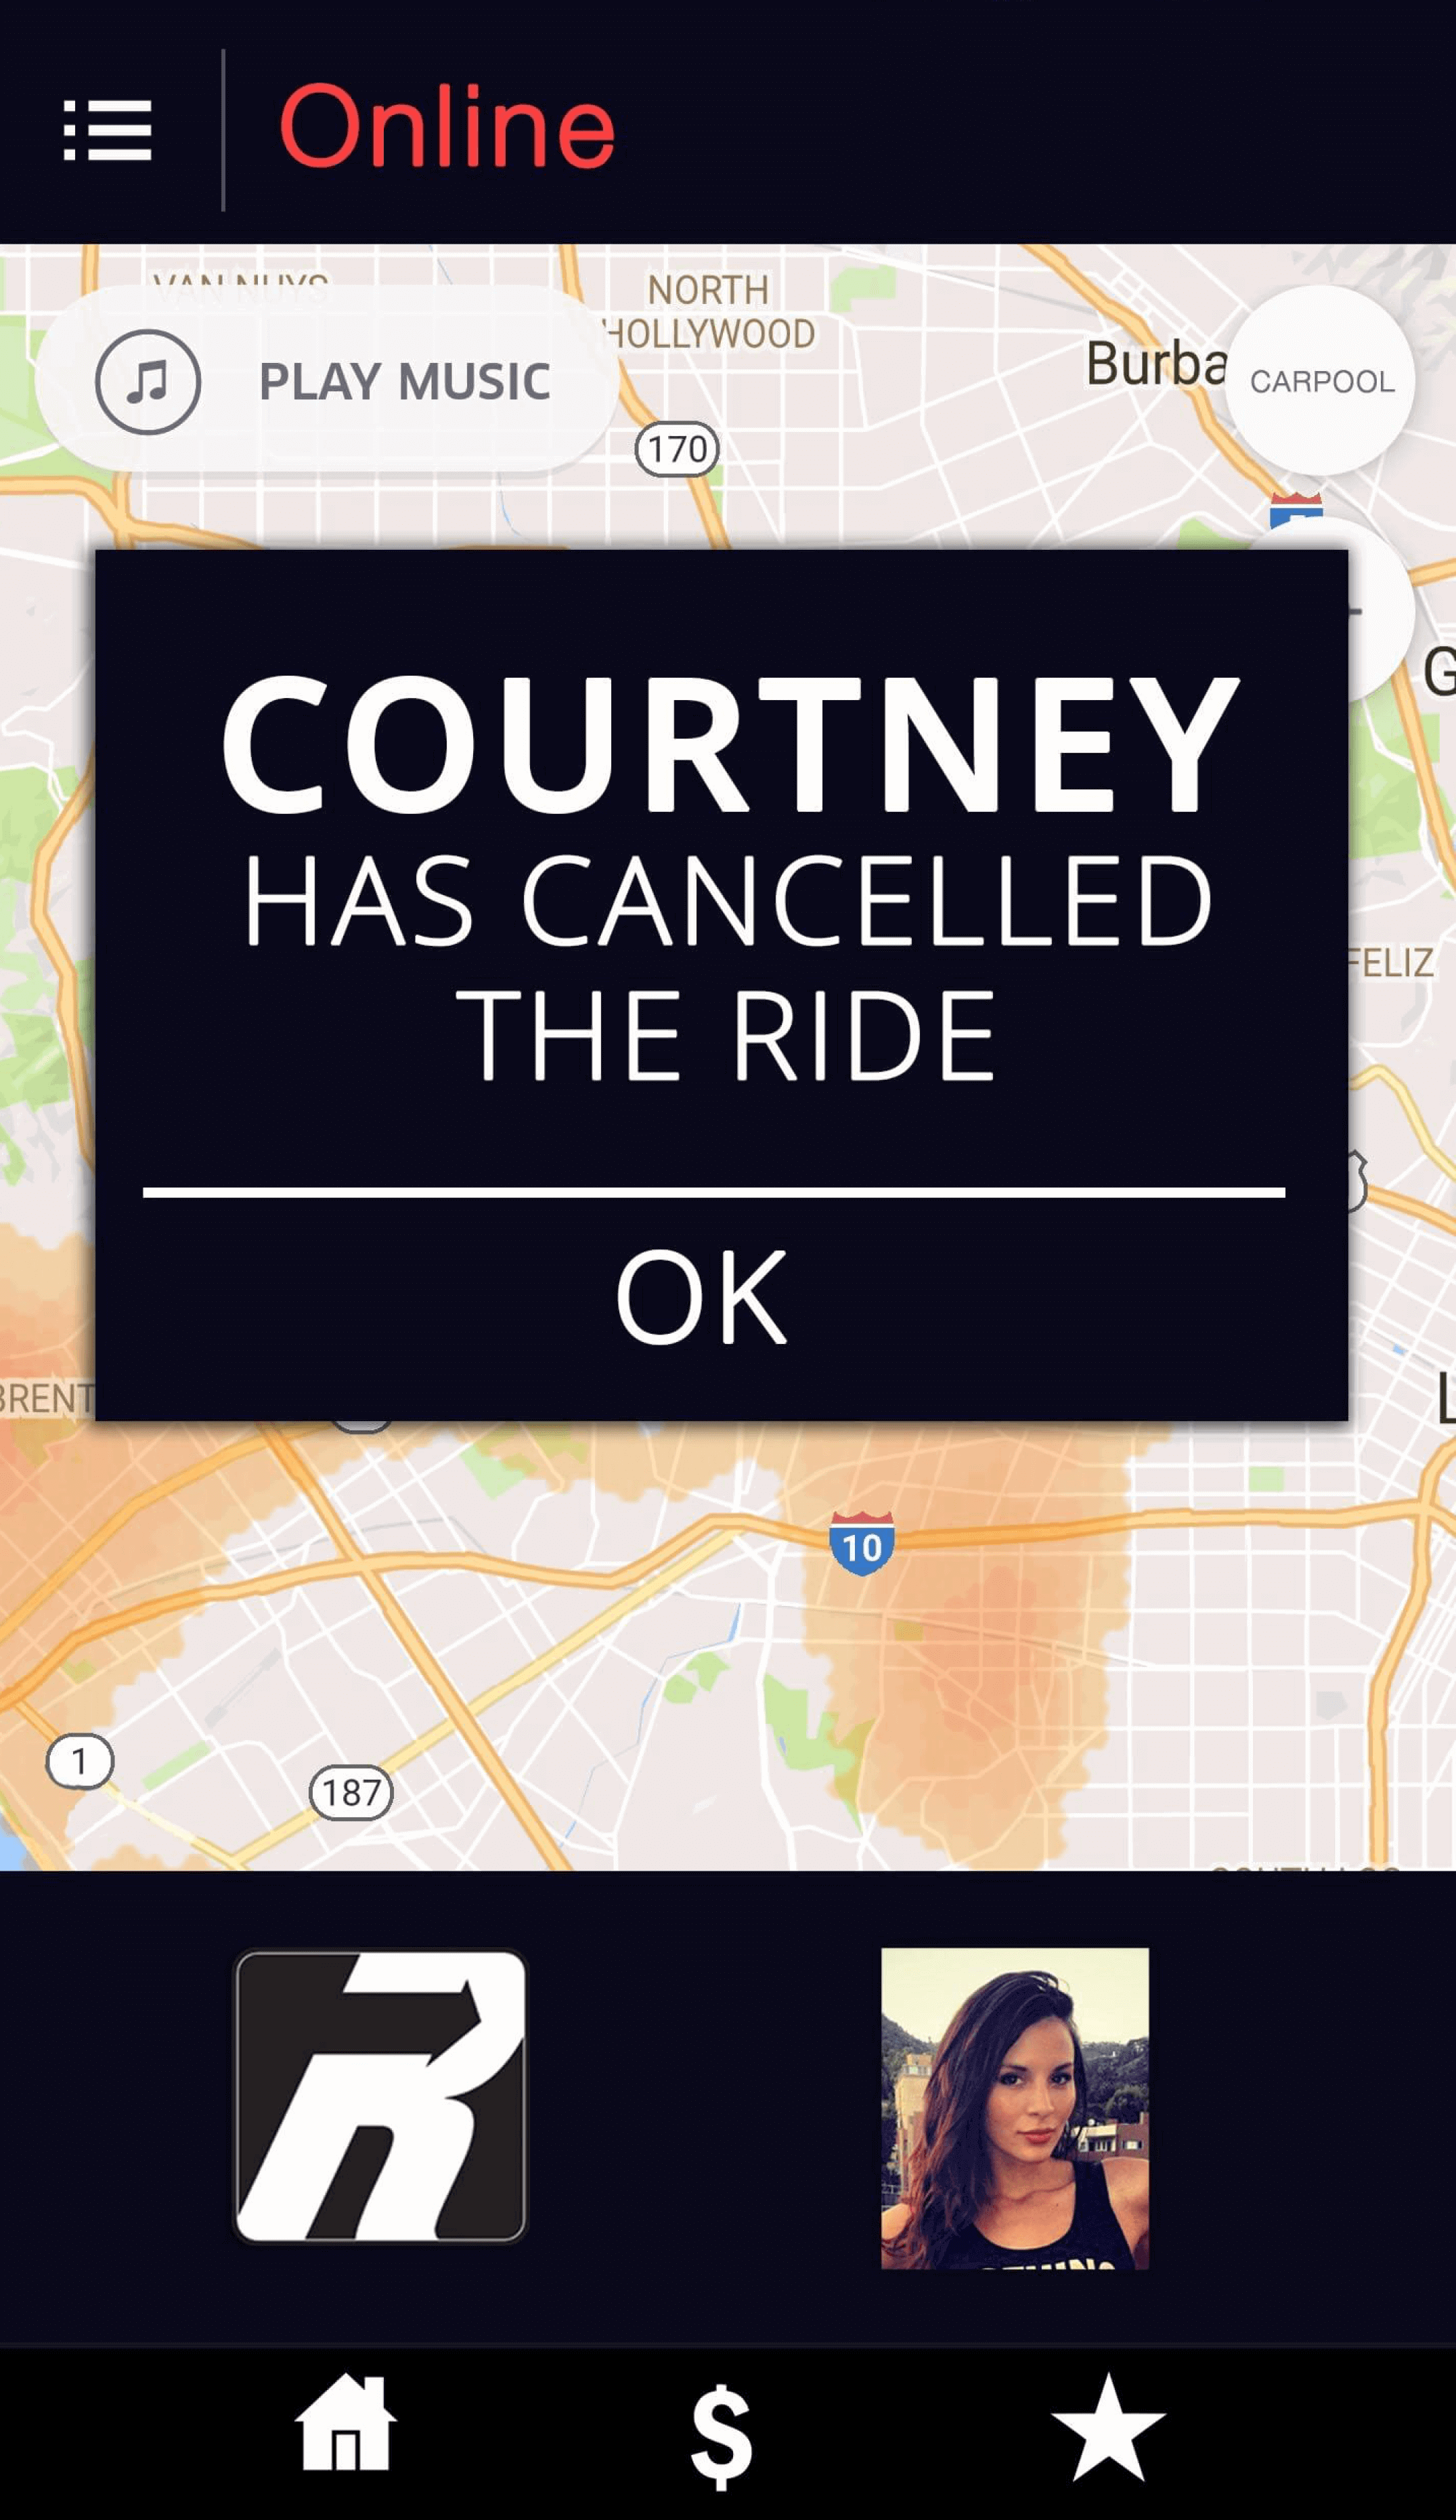 Online
VAN NUYS
NORTH
HOLLYWOOD
PLAY MUSIC
Burba
CARPOOL
170
G
COURTNEY
HAS CANCELLED
THE RIDE
FELIZ
OK
BRENT
L
10
1
187
R
$